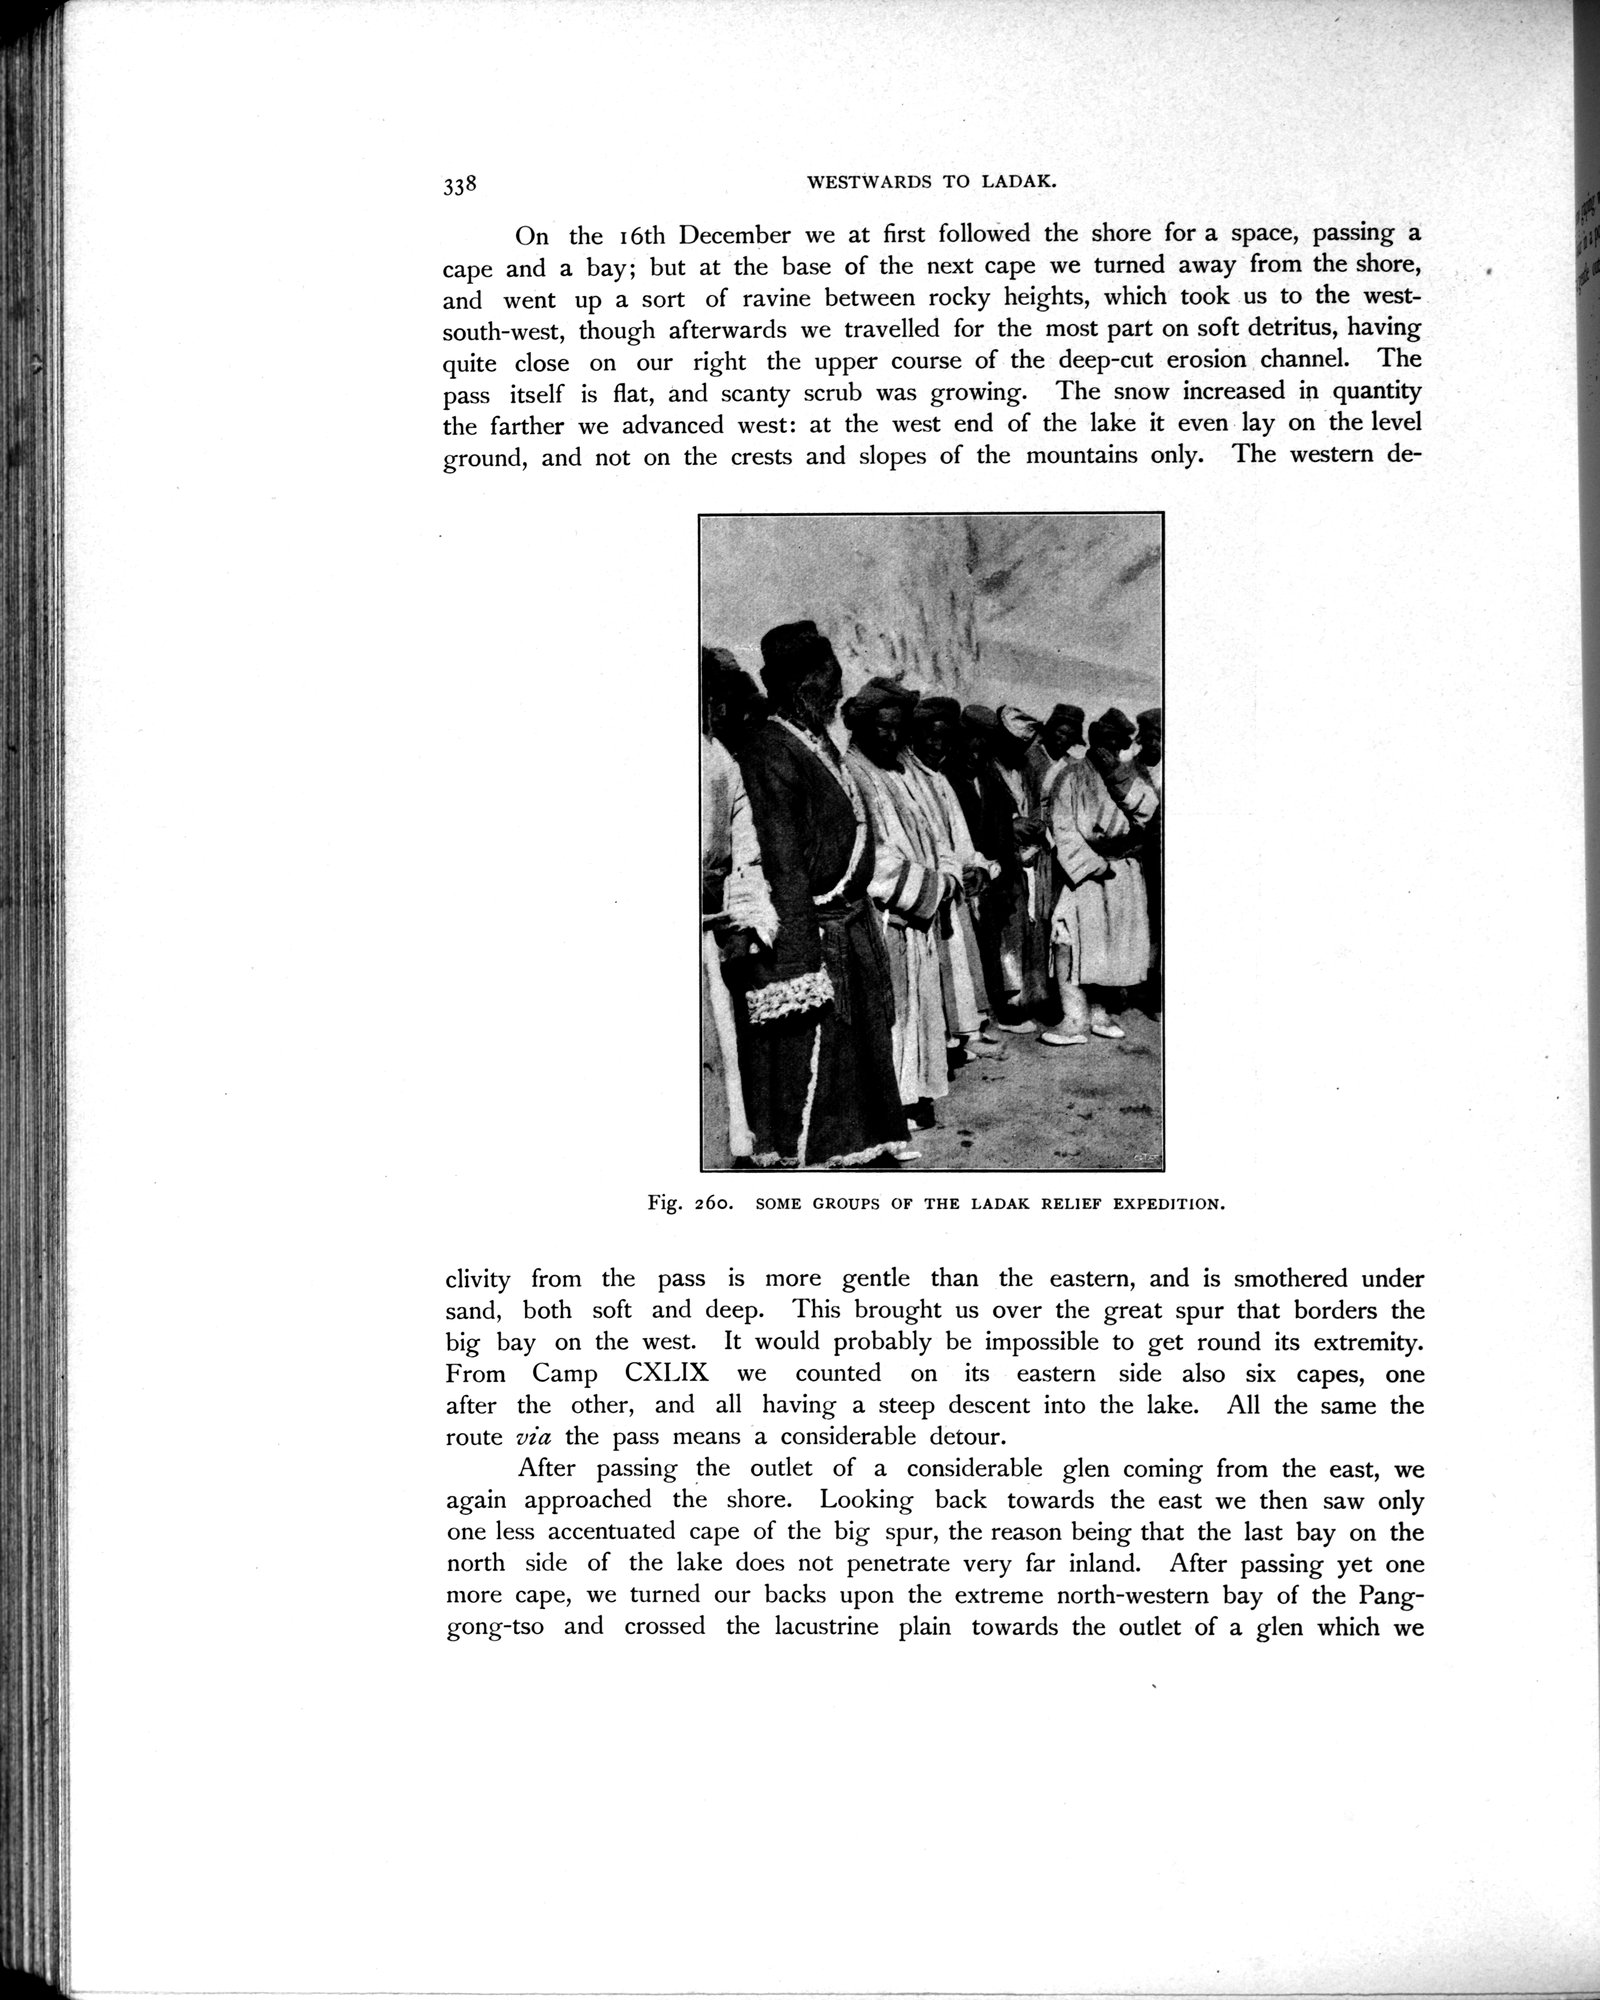 338
WESTWARDS TO LADAK.
On the 16th December we at first followed the shore for a space, passing a
cape and a bay; but at the base of the next cape we turned away from the shore,
and went up a sort of ravine between rocky heights, which took us to the west-
south-west, though afterwards we travelled for the most part on soft detritus, having
quite close on our right the upper course of the deep-cut erosion channel. The
pass itself is flat, and scanty scrub was growing. The snow increased in quantity
the farther we advanced west: at the west end of the lake it even lay on the level
ground, and not on the crests and slopes of the mountains only. The western de-
Fig. 260. SOME GROUPS OF THE LADAK RELIEF EXPEDITION.
clivity from the pass is more gentle than the eastern, and is smothered under
sand, both soft and deep. This brought us over the great spur that borders the
big bay on the west. It would probably be impossible to get round its extremity.
From Camp CXLIX we counted on its eastern side also six capes, one
after the other, and all having a steep descent into the lake. All the same the
route via the pass means a considerable detour.
After passing the outlet of a considerable glen coming from the east, we
again approached the shore. Looking back towards the east we then saw only
one less accentuated cape of the big spur, the reason being that the last bay on the
north side of the lake does not penetrate very far inland. After passing yet one
more cape, we turned our backs upon the extreme north-western bay of the Pang-
gong-tso and crossed the lacustrine plain towards the outlet of a glen which we